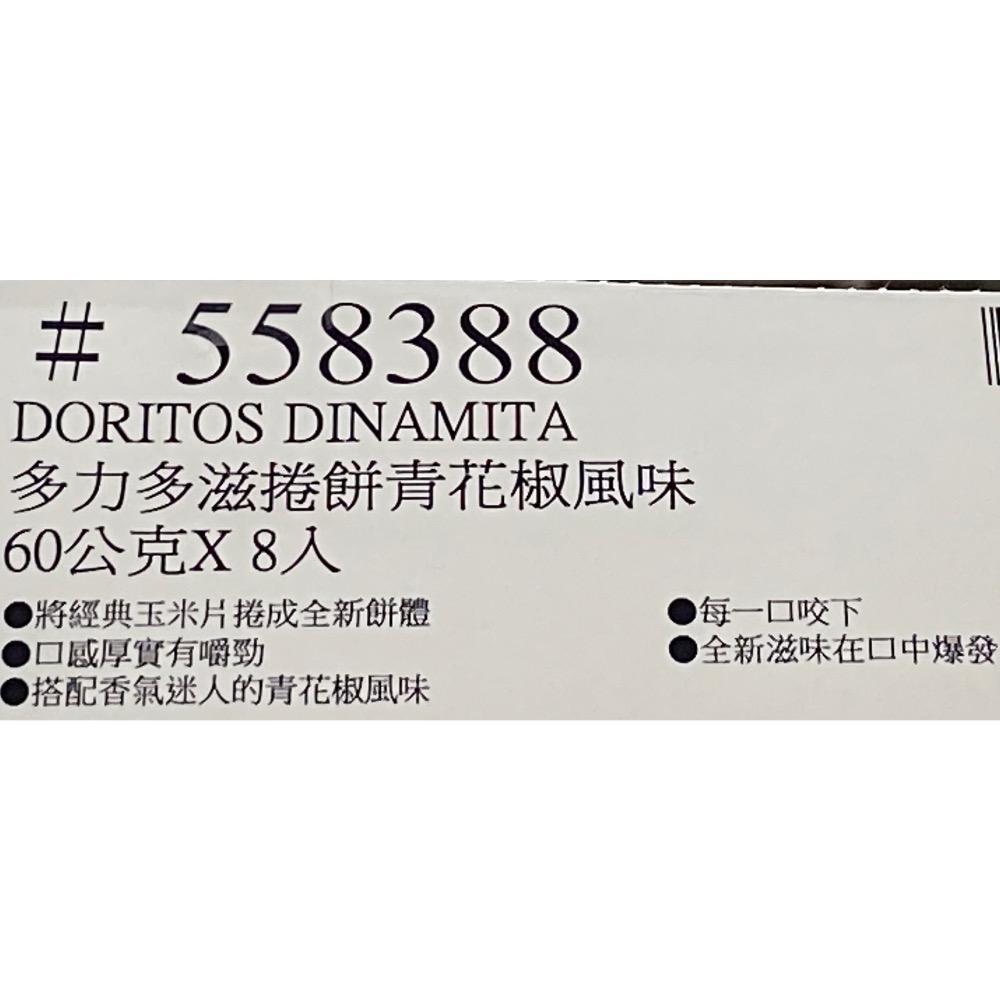 # 558388
DORITOS DINAMITA
多力多滋捲餅青花椒風味
60公克X 8入
●將經典玉米片捲成全新餅體
●口感厚實有嚼勁
●搭配香氣迷人的青花椒風味
●每一口咬下
●全新滋味在口中爆發